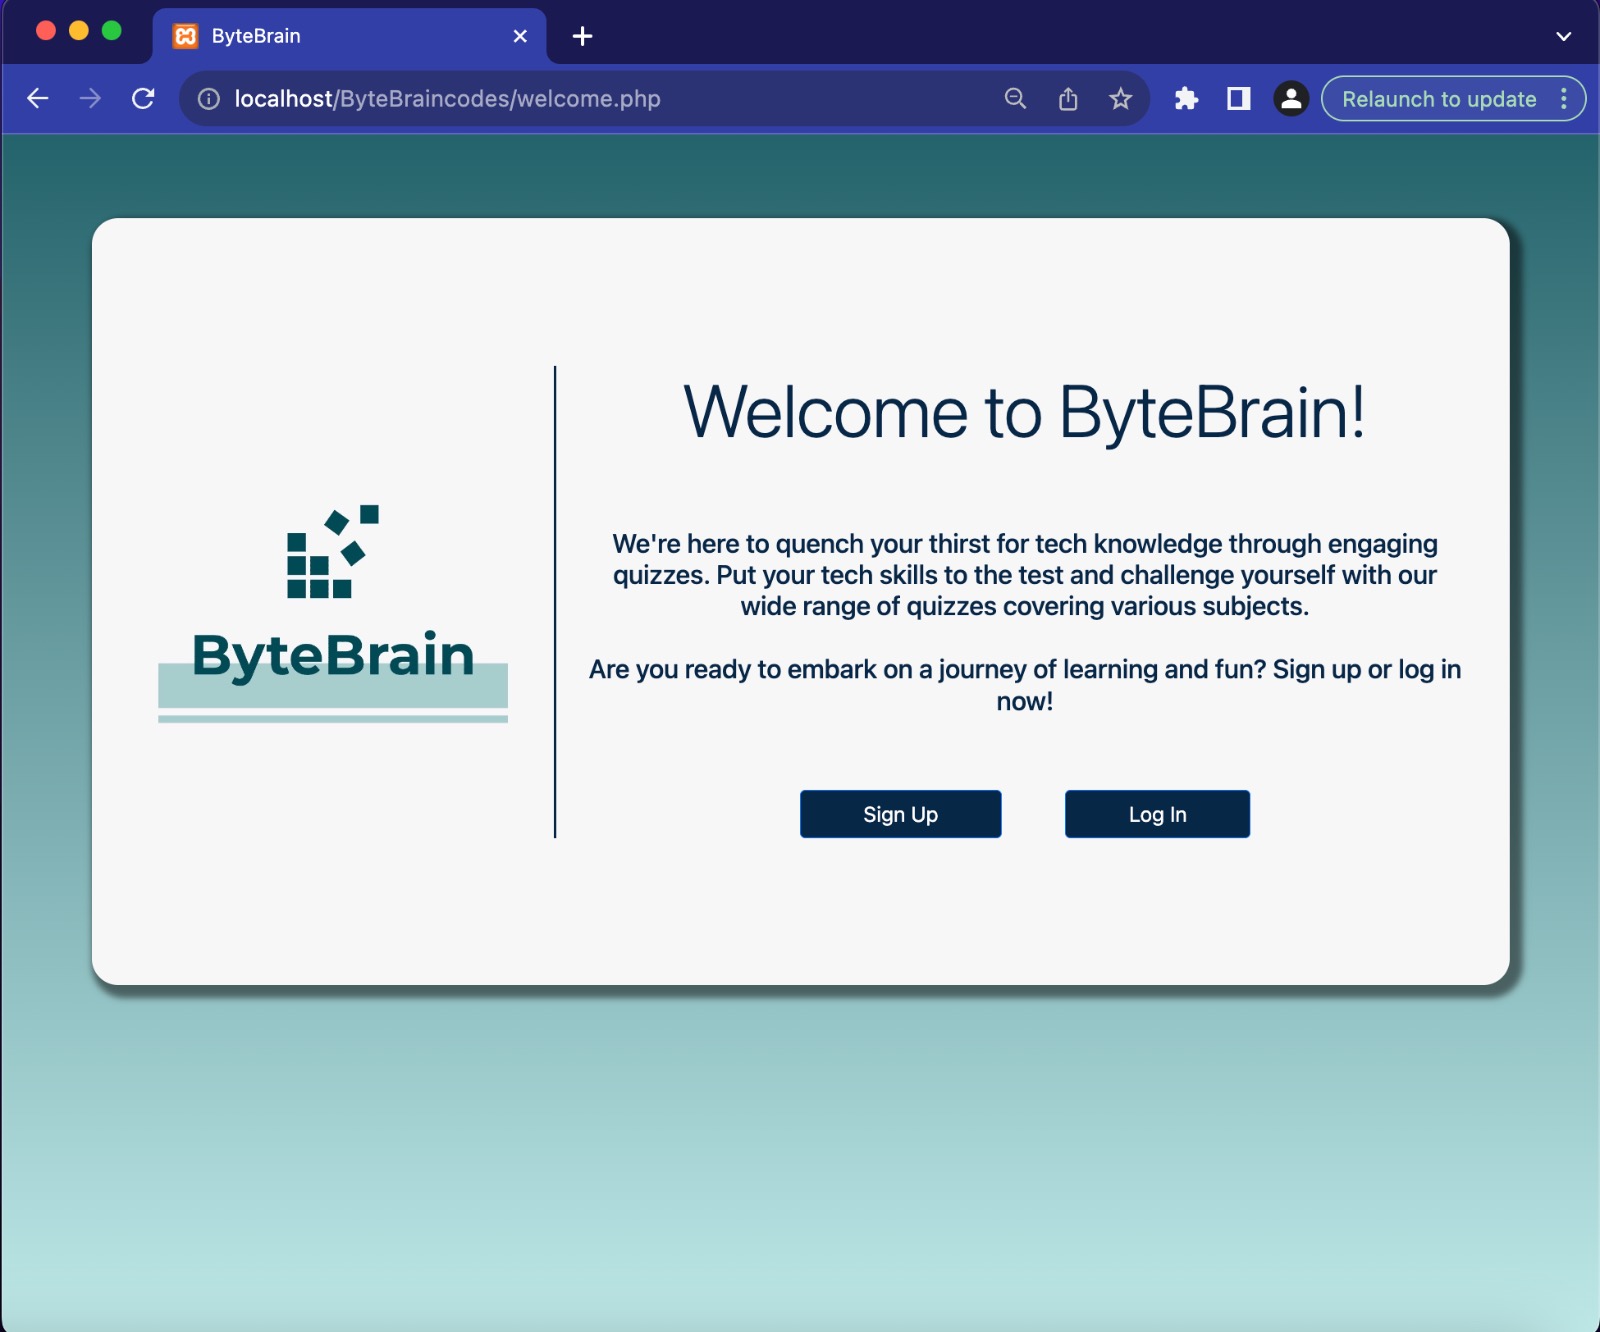 ByteBrain
localhost/ByteBraincodes/welcome.php
Relaunch to update
Welcome to ByteBrain!
ByteBrain
We're here to quench your thirst for tech knowledge through engaging
quizzes. Put your tech skills to the test and challenge yourself with our
wide range of quizzes covering various subjects.
Are you ready to embark on a journey of learning and fun? Sign up or log in
now!
Sign Up
Log In